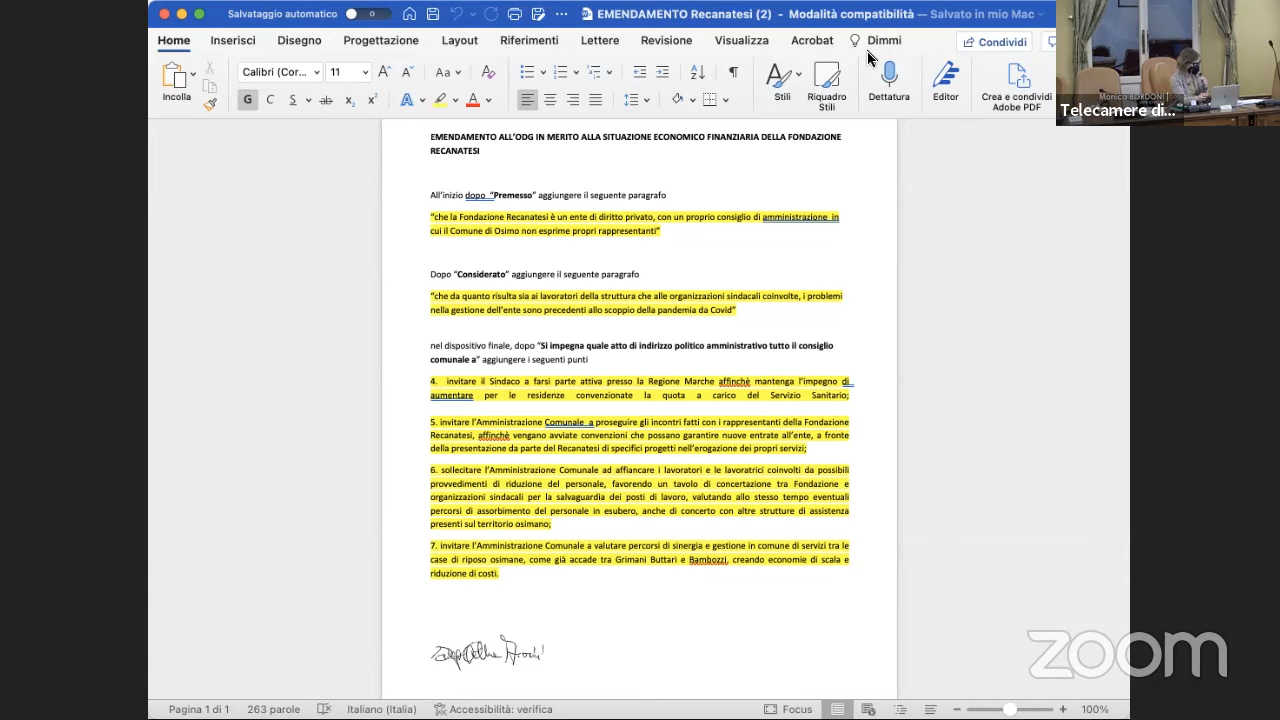 Salvataggio automatico
EMENDAMENTO Recanatesi (2) - Modalità compatibilità — Salvato in mio Mac
Home Inserisci Disegno Progettazione Layout Riferimenti Lettere Revisione Visualizza Acrobat Dimmi
Condividi
Calibri (Cor... 11
Incolla
G C S ab x₂ x²
Stili
Riquadro Stili
Dettatura
Editor
Crea e condividi Adobe PDF
Monica BORDONI
Telecamere di...
EMENDAMENTO ALL'ODG IN MERITO ALLA SITUAZIONE ECONOMICO FINANZIARIA DELLA FONDAZIONE
RECANATESI
All'inizio dopo "Premesso" aggiungere il seguente paragrafo
"che la Fondazione Recanatesi è un ente di diritto privato, con un proprio consiglio di amministrazione in
cui il Comune di Osimo non esprime propri rappresentanti"
Dopo "Considerato" aggiungere il seguente paragrafo
"che da quanto risulta sia ai lavoratori della struttura che alle organizzazioni sindacali coinvolte, i problemi
nella gestione dell'ente sono precedenti allo scoppio della pandemia da Covid"
nel dispositivo finale, dopo "Si impegna quale atto di indirizzo politico amministrativo tutto il consiglio
comunale a" aggiungere i seguenti punti
4. invitare il Sindaco a farsi parte attiva presso la Regione Marche affinchè mantenga l'impegno di
aumentare per le residenze convenzionate la quota a carico del Servizio Sanitario;
5. invitare l'Amministrazione Comunale a proseguire gli incontri fatti con i rappresentanti della Fondazione
Recanatesi, affinchè vengano avviate convenzioni che possano garantire nuove entrate all'ente, a fronte
della presentazione da parte del Recanatesi di specifici progetti nell'erogazione dei propri servizi;
6. sollecitare l'Amministrazione Comunale ad affiancare i lavoratori e le lavoratrici coinvolti da possibili
provvedimenti di riduzione del personale, favorendo un tavolo di concertazione tra Fondazione e
organizzazioni sindacali per la salvaguardia dei posti di lavoro, valutando allo stesso tempo eventuali
percorsi di assorbimento del personale in esubero, anche di concerto con altre strutture di assistenza
presenti sul territorio osimano;
7. invitare l'Amministrazione Comunale a valutare percorsi di sinergia e gestione in comune di servizi tra le
case di riposo osimane, come già accade tra Grimani Buttari e Bambozzi, creando economie di scala e
riduzione di costi.
zoom
Pagina 1 di 1 263 parole Italiano (Italia) Accessibilità: verifica Focus 100%